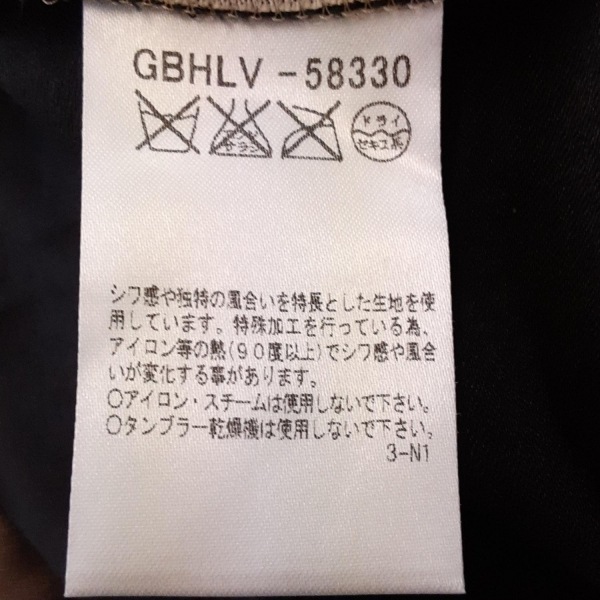 GBHLV -58330
エンソ
サラシ
ドライ
セキユ系
シワ感や独特の風合いを特長とした生地を使
用しています。特殊加工を行っている為、
アイロン等の熱(90度以上)でシワ感や風合
いが変化する事があります。
○アイロン・スチームは使用しないで下さい。
○タンブラー乾燥機は使用しないで下さい。
3-N1